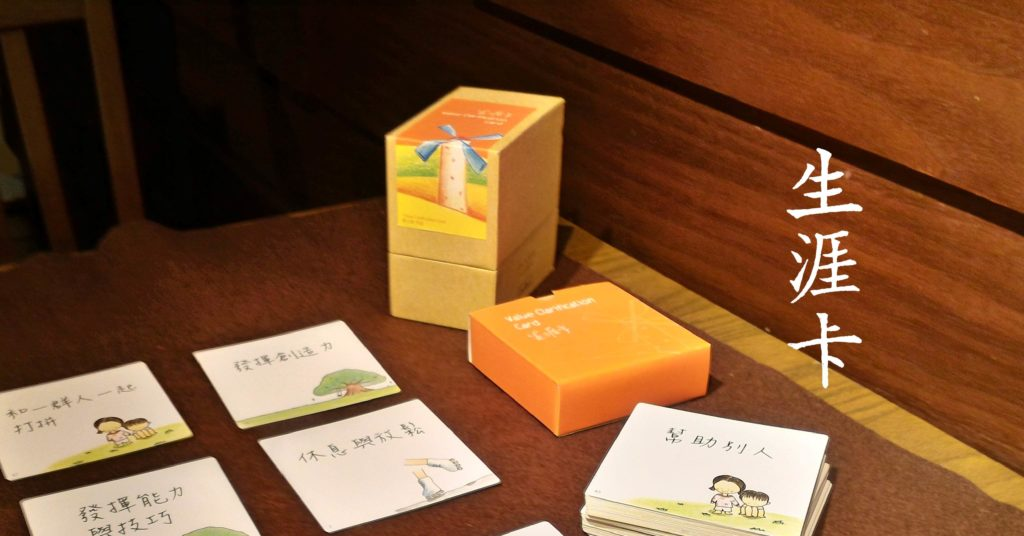 生涯卡
Value Clarification
Card
Value Clarification
Card
和一群人一起
打拼
發揮創造力
休息與放鬆
發揮能力
與技巧
幫助別人